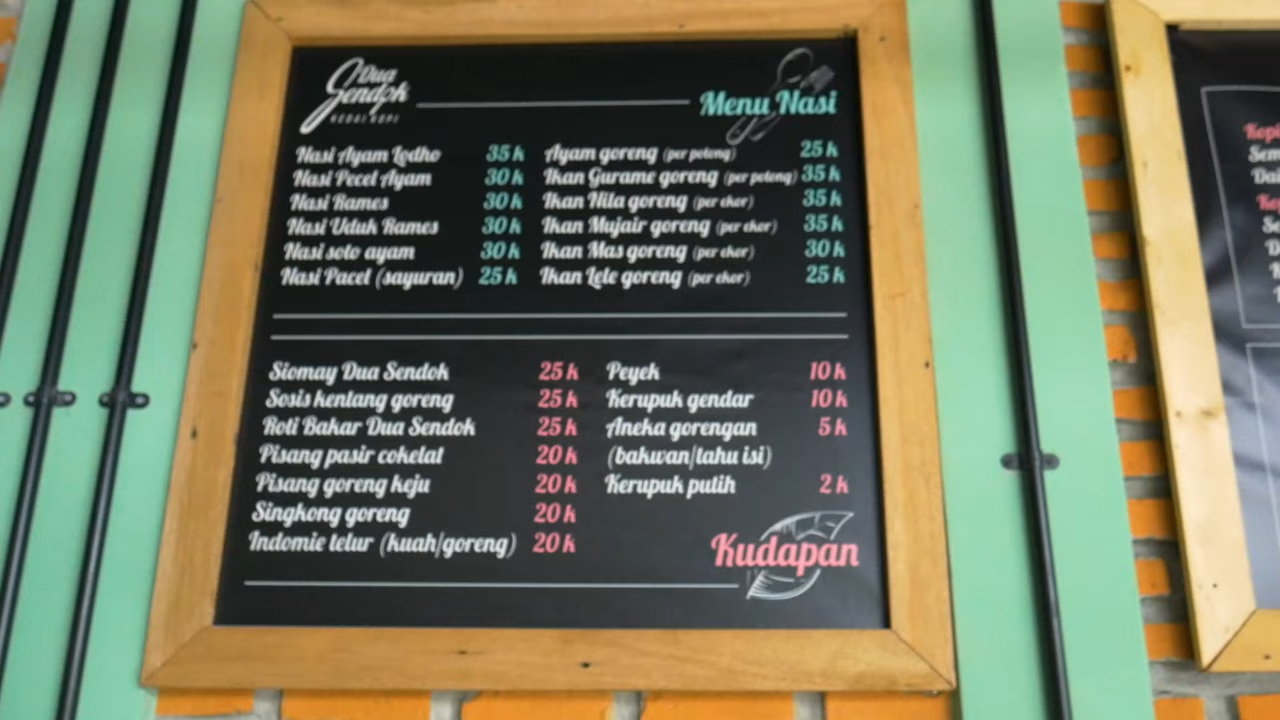 Dua Sendok
KEDAI KOPI
Menu Nasi
Nasi Ayam Lodho 35 k
Nasi Pecel Ayam 30 k
Nasi Rames 30 k
Nasi Uduk Rames 30 k
Nasi soto ayam 30 k
Nasi Pacel (sayuran) 25 k
Ayam goreng (per potong) 25 k
Ikan Gurame goreng (per potong) 35 k
Ikan Nila goreng (per ekor) 35 k
Ikan Mujair goreng (per ekor) 35 k
Ikan Mas goreng (per ekor) 30 k
Ikan Lele goreng (per ekor) 25 k
Siomay Dua Sendok 25 k
Sosis kentang goreng 25 k
Roti Bakar Dua Sendok 25 k
Pisang pasir cokelat 20 k
Pisang goreng keju 20 k
Singkong goreng 20 k
Indomie telur (kuah/goreng) 20 k
Peyek 10 k
Kerupuk gendar 10 k
Aneka gorengan 5 k
(bakwan/tahu isi)
Kerupuk putih 2 k
Kudapan
Kopi